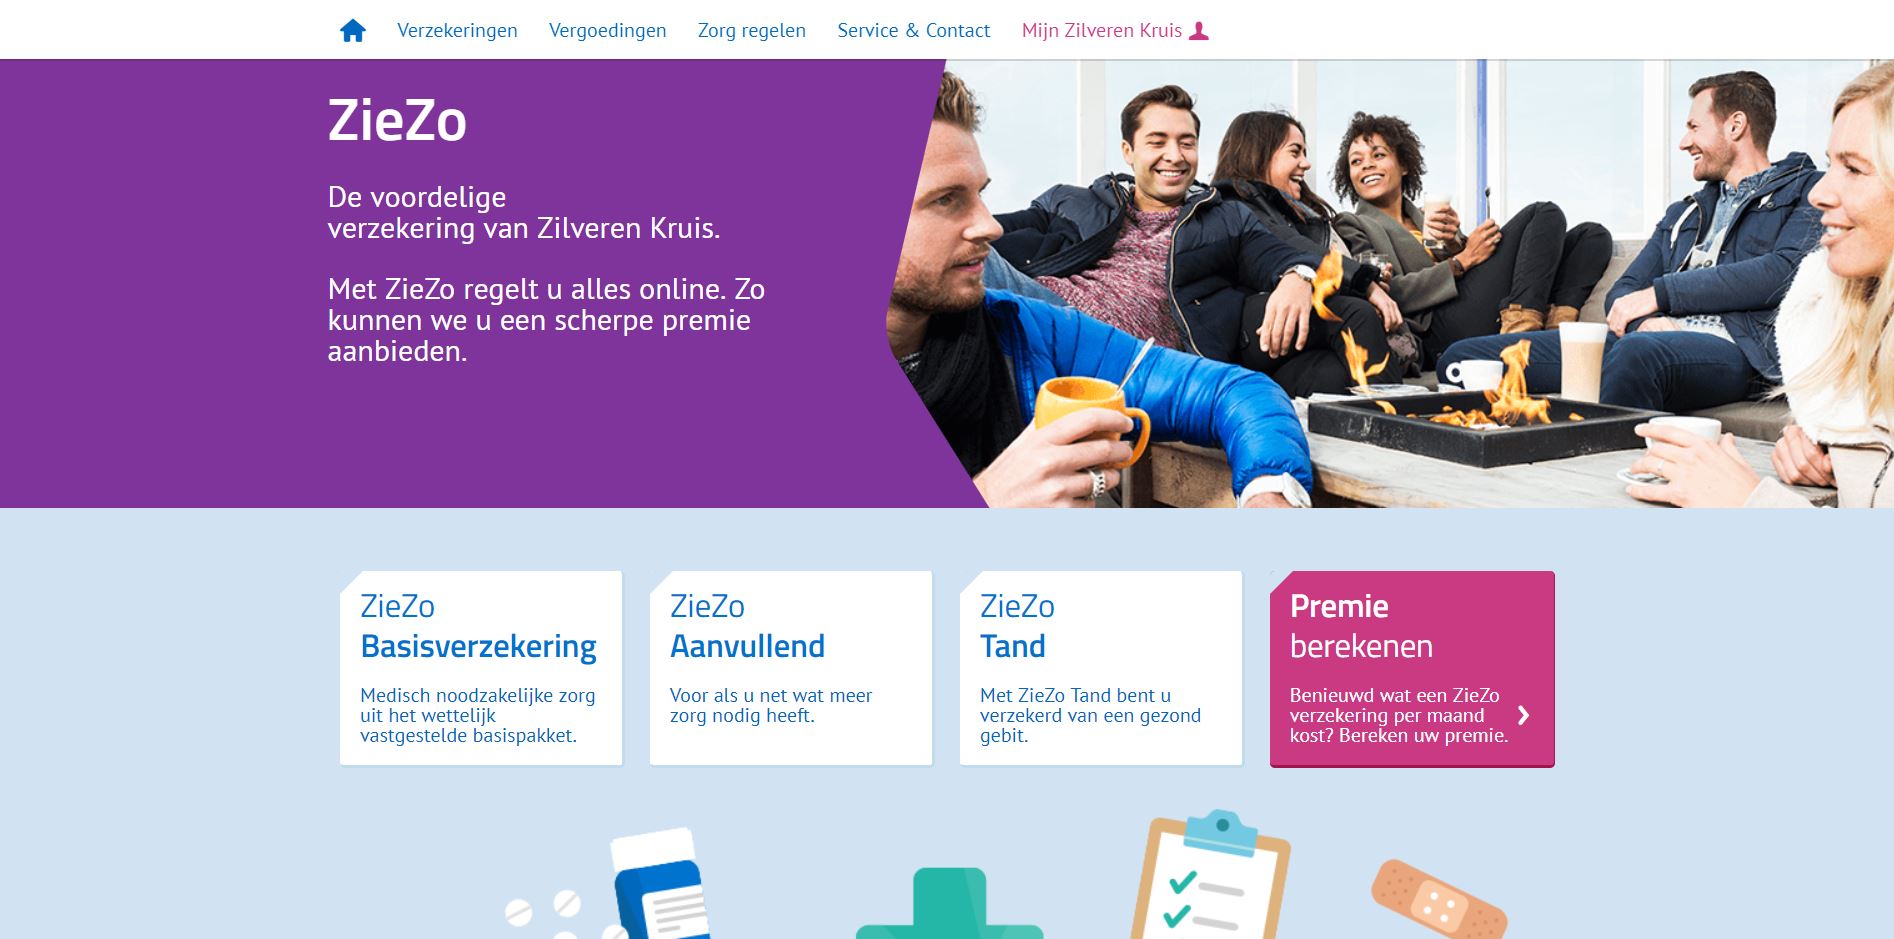 Verzekeringen Vergoedingen Zorg regelen Service & Contact Mijn Zilveren Kruis
ZieZo
De voordelige
verzekering van Zilveren Kruis.
Met ZieZo regelt u alles online. Zo
kunnen we u een scherpe premie
aanbieden.
ZieZo
Basisverzekering
Medisch noodzakelijke zorg
uit het wettelijk
vastgestelde basispakket.
ZieZo
Aanvullend
Voor als u net wat meer
zorg nodig heeft.
ZieZo
Tand
Met ZieZo Tand bent u
verzekerd van een gezond
gebit.
Premie
berekenen
Benieuwd wat een ZieZo
verzekering per maand
kost? Bereken uw premie.